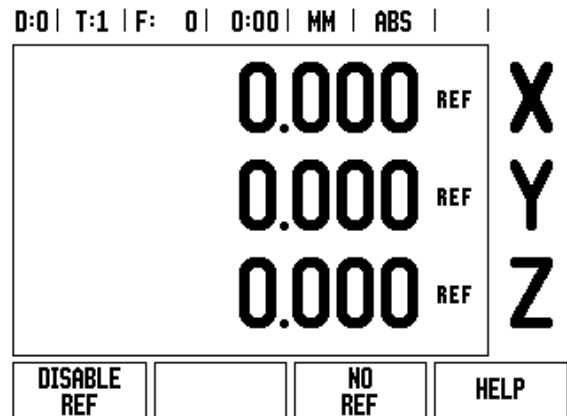 D:0 | T:1 | F: 0 | 0:00 | MM | ABS | |
0.000 REF X
0.000 REF Y
0.000 REF Z
DISABLE REF
NO REF
HELP